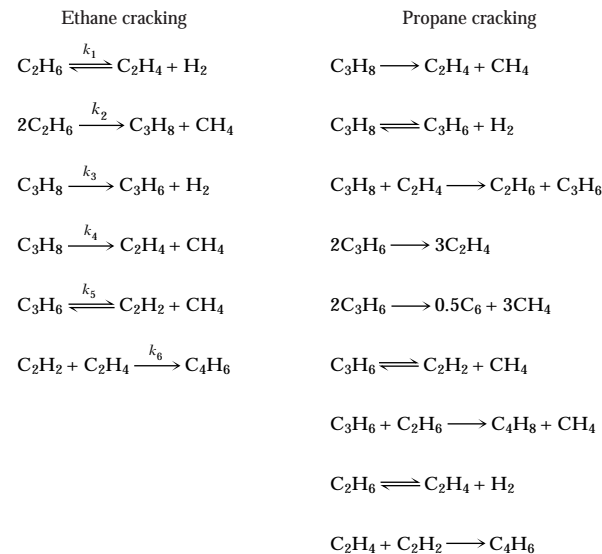 Ethane cracking
C₂H₆ ⇌ C₂H₄ + H₂ k₁
2C₂H₆ ⟶ C₃H₈ + CH₄ k₂
C₃H₈ ⟶ C₃H₆ + H₂ k₃
C₃H₈ ⟶ C₂H₄ + CH₄ k₄
C₃H₆ ⇌ C₂H₂ + CH₄ k₅
C₂H₂ + C₂H₄ ⟶ C₄H₆ k₆
Propane cracking
C₃H₈ ⟶ C₂H₄ + CH₄
C₃H₈ ⇌ C₃H₆ + H₂
C₃H₈ + C₂H₄ ⟶ C₂H₆ + C₃H₆
2C₃H₆ ⟶ 3C₂H₄
2C₃H₆ ⟶ 0.5C₆ + 3CH₄
C₃H₆ ⇌ C₂H₂ + CH₄
C₃H₆ + C₂H₆ ⟶ C₄H₈ + CH₄
C₂H₆ ⇌ C₂H₄ + H₂
C₂H₄ + C₂H₂ ⟶ C₄H₆